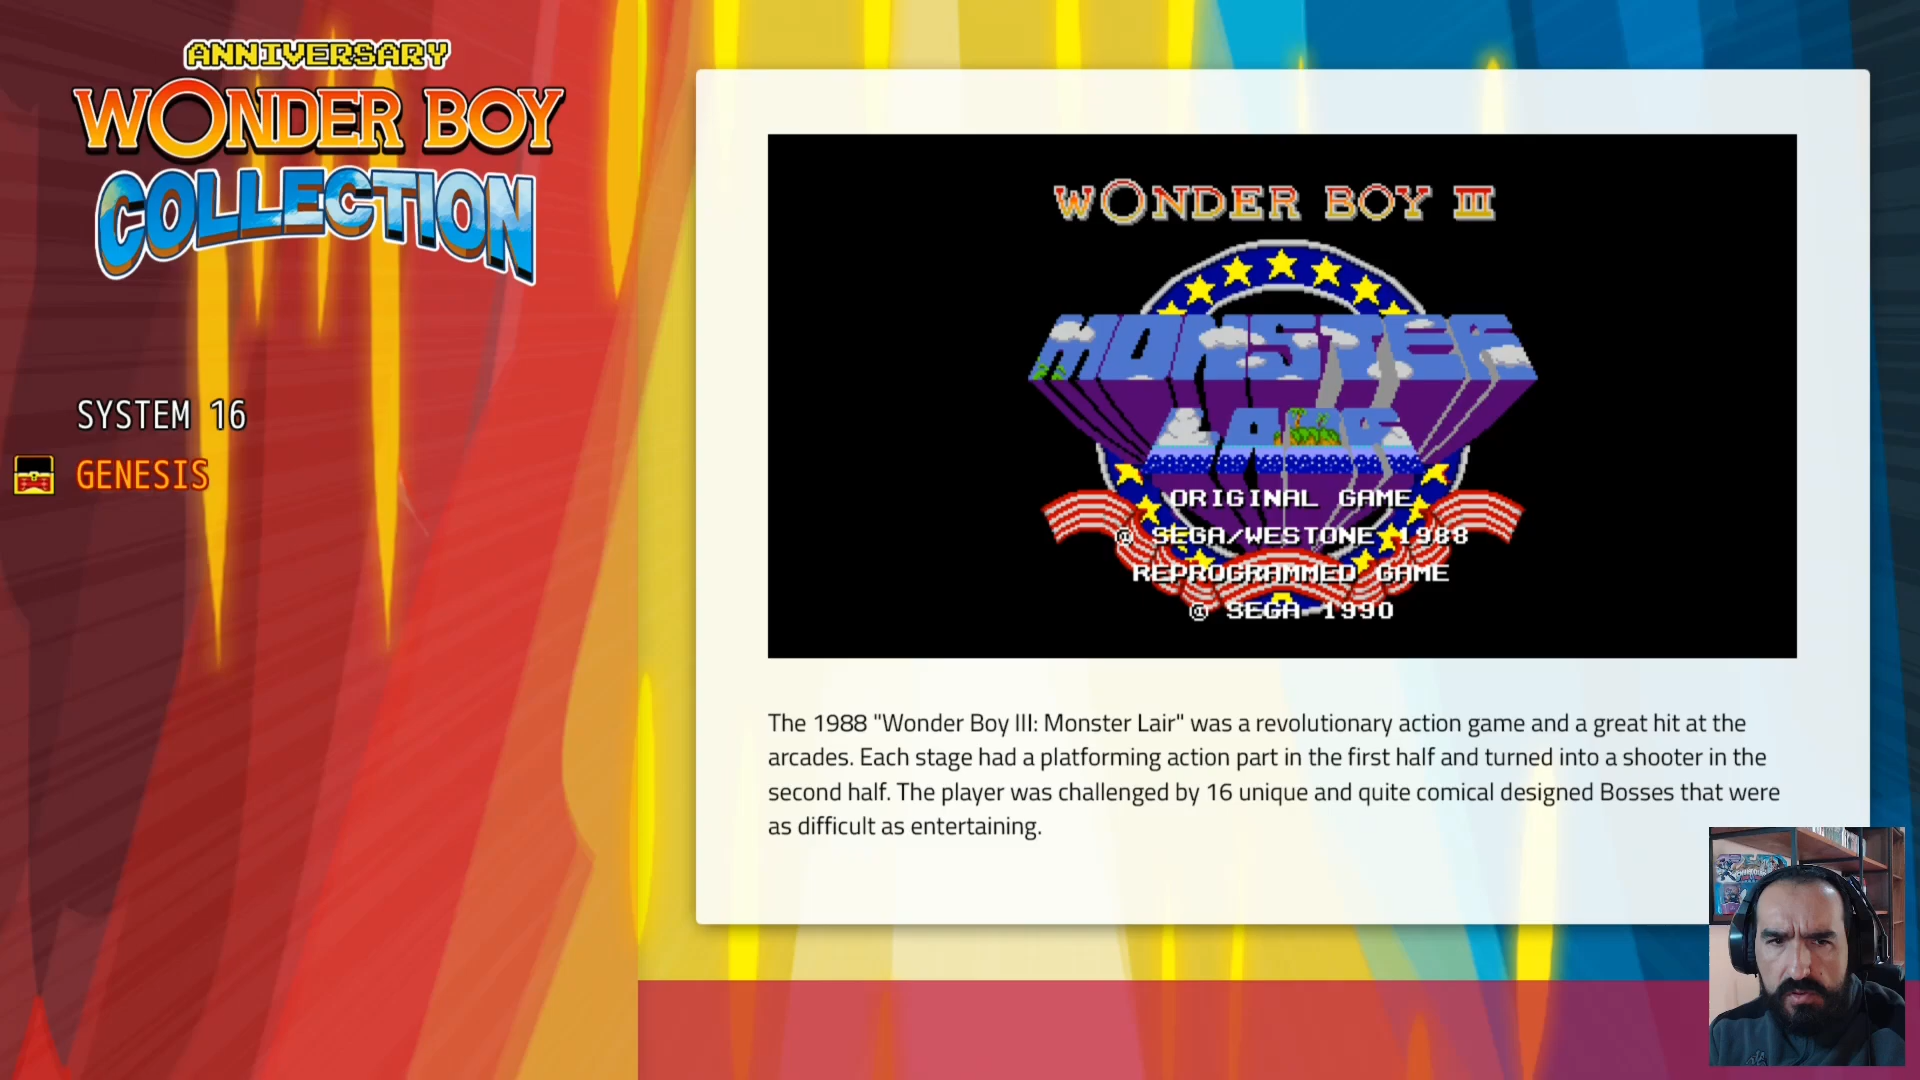 ANNIVERSARY
WONDER BOY
COLLECTION
SYSTEM 16
GENESIS
WONDER BOY III
MONSTER
LAIR
ORIGINAL GAME
© SEGA/WESTONE 1988
REPROGRAMMED GAME
© SEGA 1990
The 1988 "Wonder Boy III: Monster Lair" was a revolutionary action game and a great hit at the
arcades. Each stage had a platforming action part in the first half and turned into a shooter in the
second half. The player was challenged by 16 unique and quite comical designed Bosses that were
as difficult as entertaining.